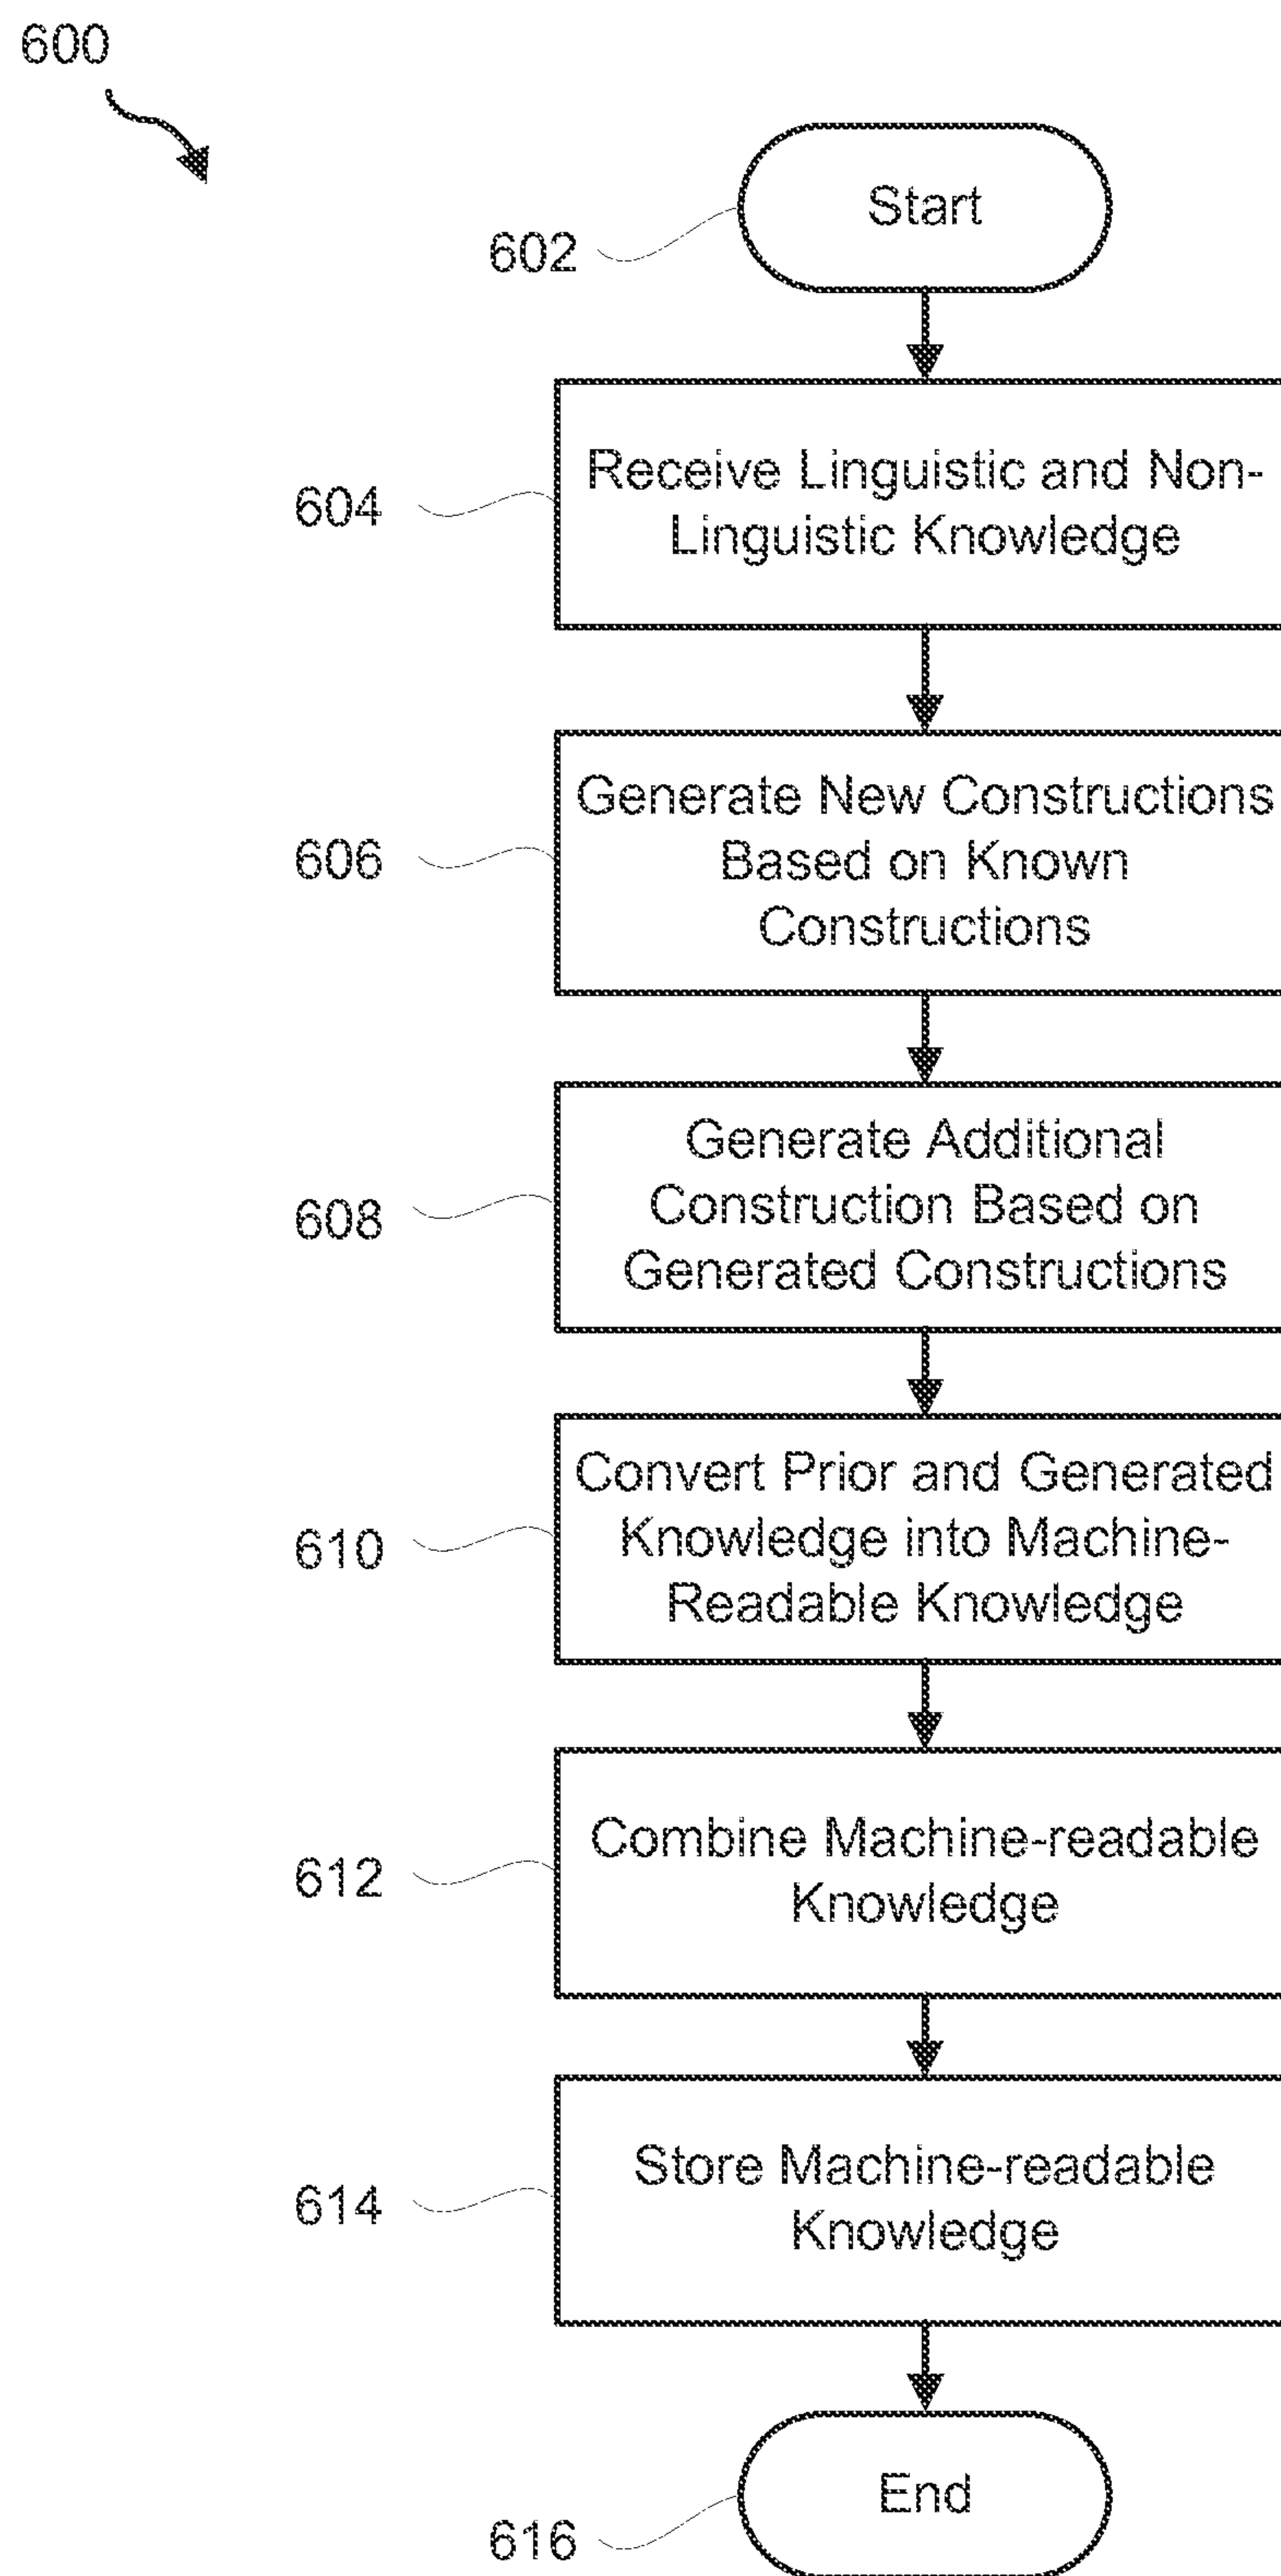 600
Start
602
Receive Linguistic and Non-
Linguistic Knowledge
604
Generate New Constructions
Based on Known
Constructions
606
Generate Additional
Construction Based on
Generated Constructions
608
Convert Prior and Generated
Knowledge into Machine-
Readable Knowledge
610
Combine Machine-readable
Knowledge
612
Store Machine-readable
Knowledge
614
End
616